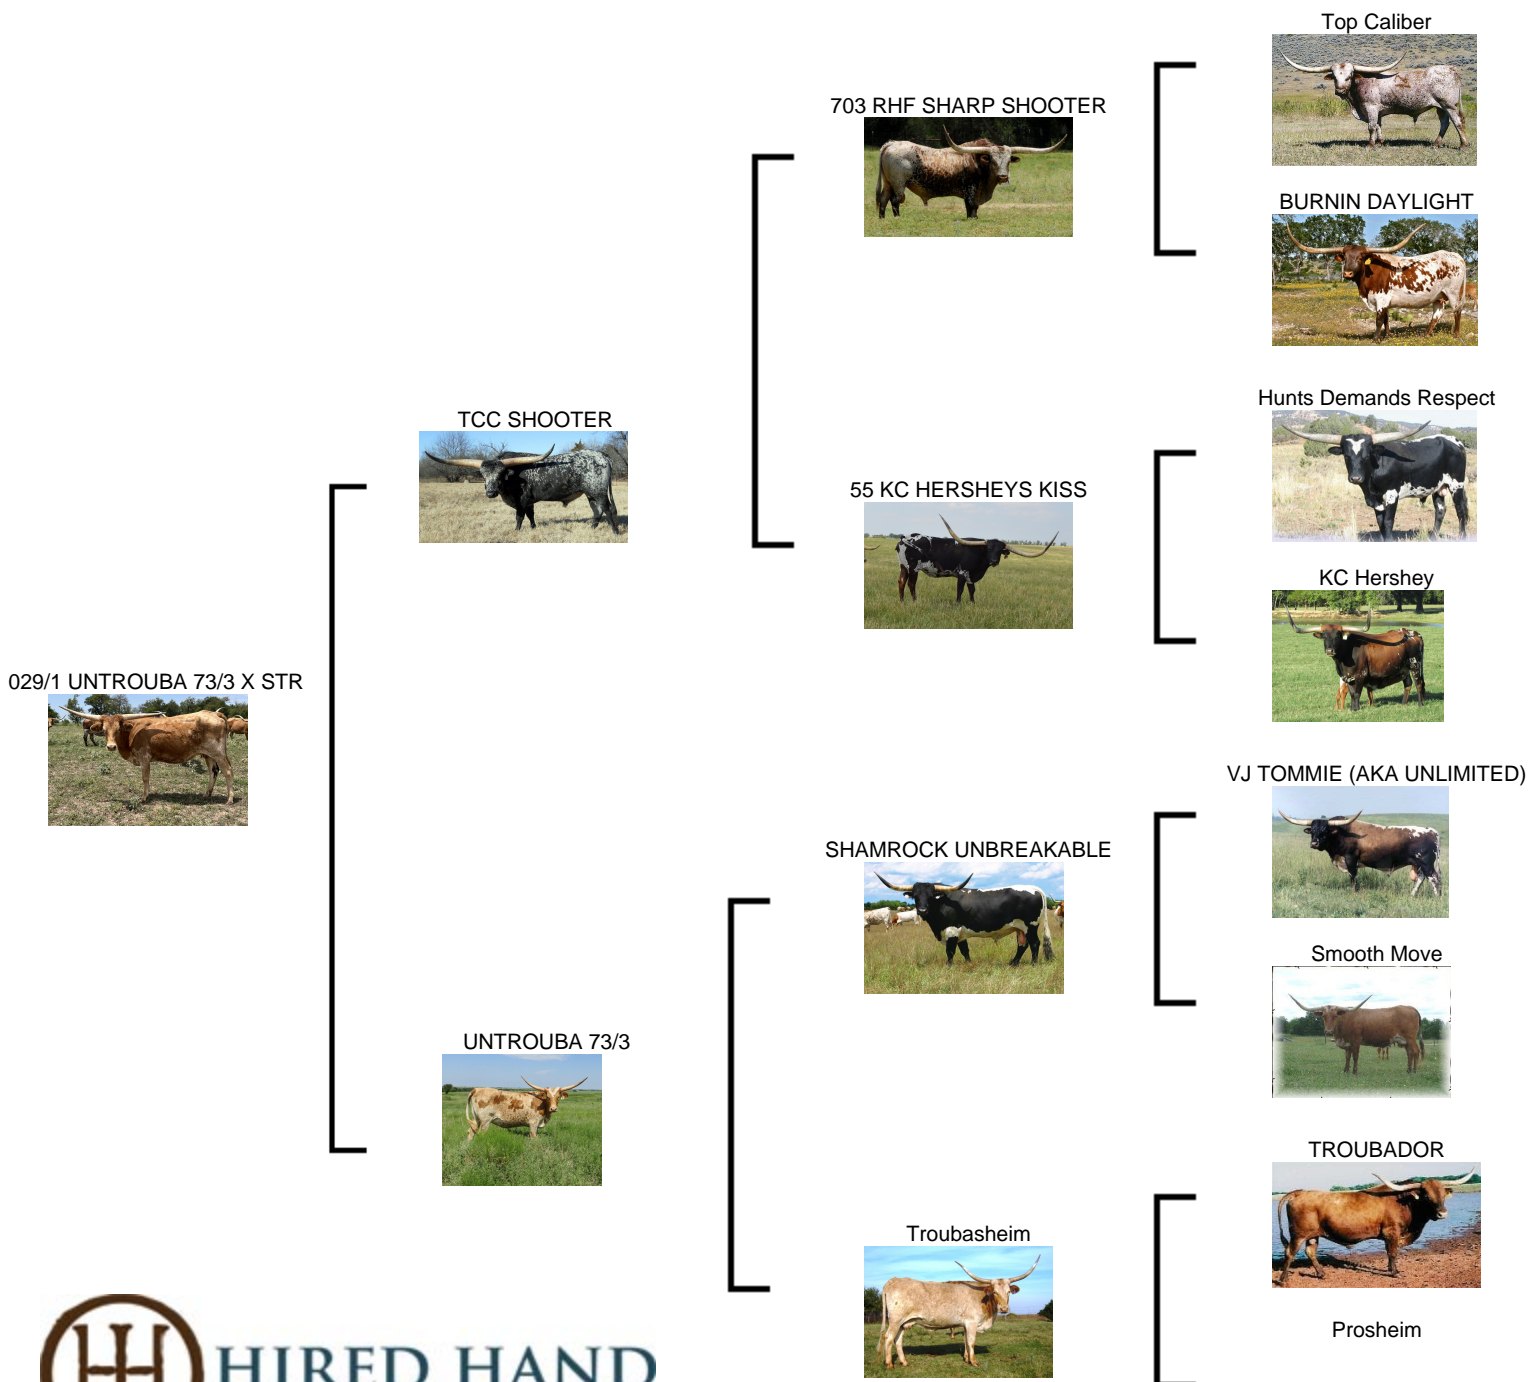 Top Caliber
703 RHF SHARP SHOOTER
BURNIN DAYLIGHT
TCC SHOOTER
Hunts Demands Respect
55 KC HERSHEYS KISS
KC Hershey
029/1 UNTROUBA 73/3 X STR
VJ TOMMIE (AKA UNLIMITED)
SHAMROCK UNBREAKABLE
Smooth Move
UNTROUBA 73/3
TROUBADOR
Troubasheim
Prosheim
HIRED HAND